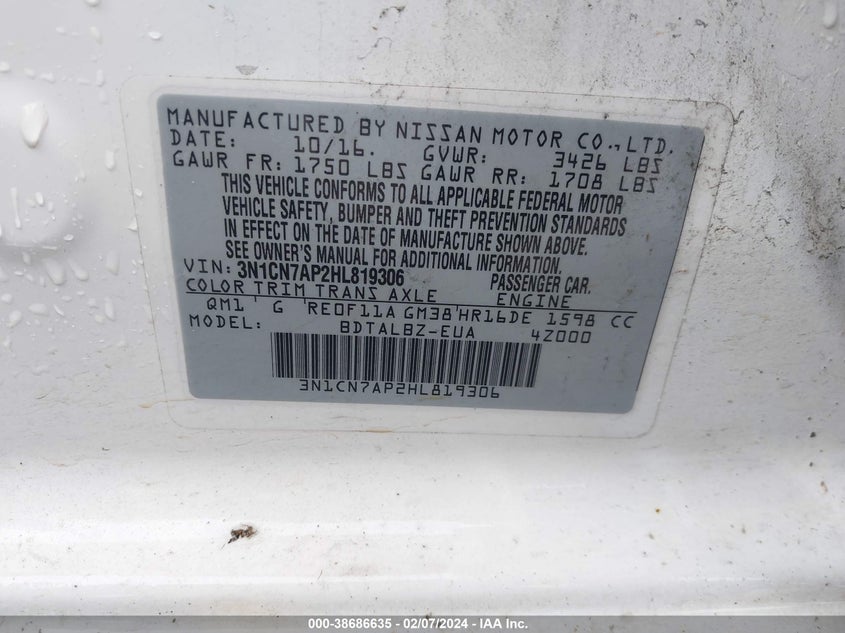 MANUFACTURED BY NISSAN MOTOR CO.,LTD.
DATE: 10/16. GVWR: 3426 LBS
GAWR FR: 1750 LBS GAWR RR: 1708 LBS
THIS VEHICLE CONFORMS TO ALL APPLICABLE FEDERAL MOTOR
VEHICLE SAFETY, BUMPER AND THEFT PREVENTION STANDARDS
IN EFFECT ON THE DATE OF MANUFACTURE SHOWN ABOVE.
SEE OWNER'S MANUAL FOR ADDITIONAL INFORMATION.
VIN: 3N1CN7AP2HL819306 PASSENGER CAR.
COLOR TRIM TRANS AXLE ENGINE
QM1 ' G 'RE0F11A GM38'HR16DE 1598 CC
MODEL: BDTALBZ-EUA 42000
3N1CN7AP2HL819306
000-38686635 - 02/07/2024 - IAA Inc.